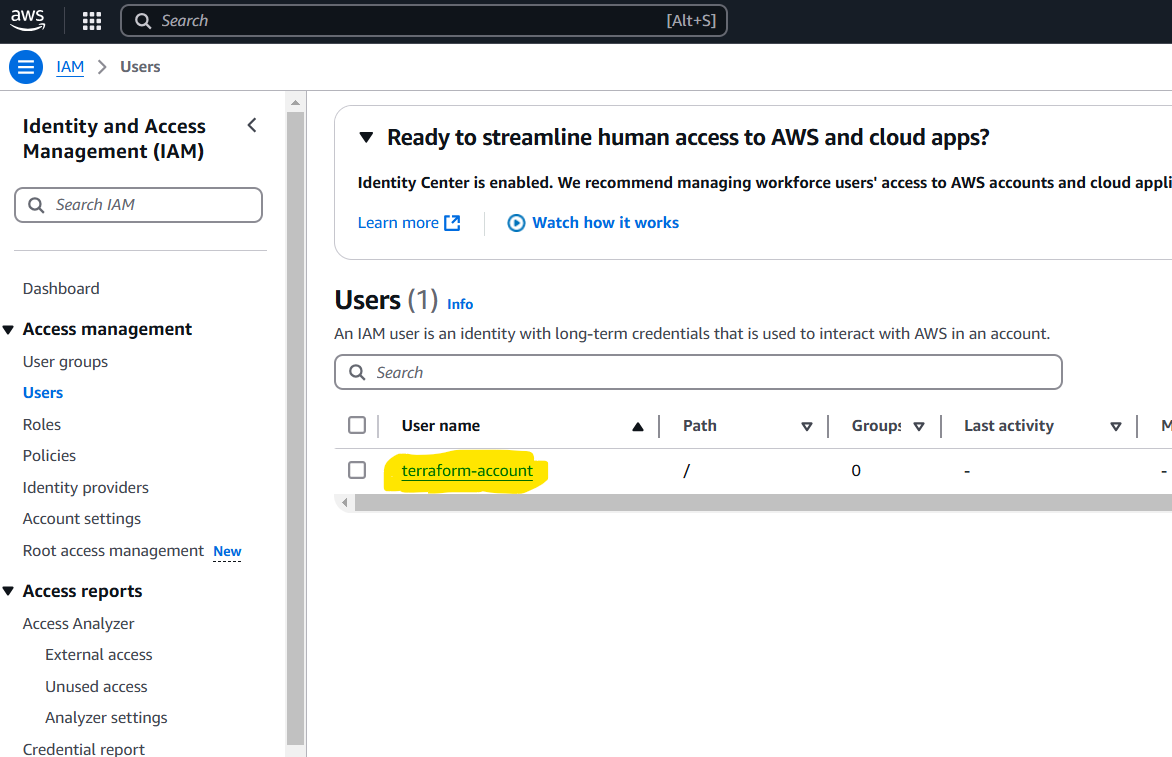 aws
Search [Alt+S]
IAM Users
Identity and Access
Management (IAM)
Search IAM
Dashboard
Access management
User groups
Users
Roles
Policies
Identity providers
Account settings
Root access management New
Access reports
Access Analyzer
External access
Unused access
Analyzer settings
Credential report
Ready to streamline human access to AWS and cloud apps?
Identity Center is enabled. We recommend managing workforce users' access to AWS accounts and cloud appli
Learn more Watch how it works
Users (1) Info
An IAM user is an identity with long-term credentials that is used to interact with AWS in an account.
Search
User name Path Groups Last activity M
terraform-account / 0 - -